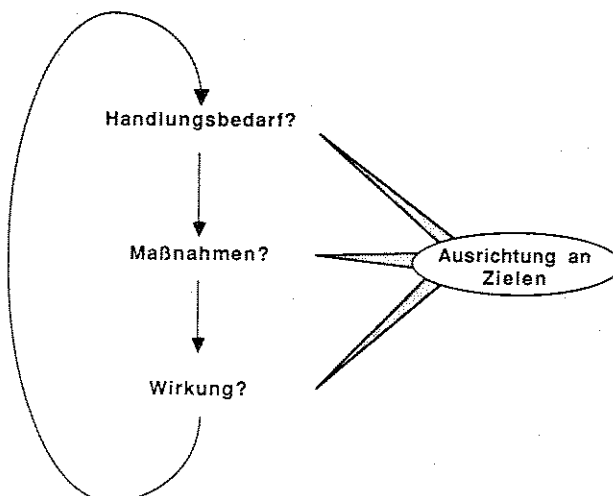 Handlungsbedarf?
Maßnahmen?
Ausrichtung an
Zielen
Wirkung?